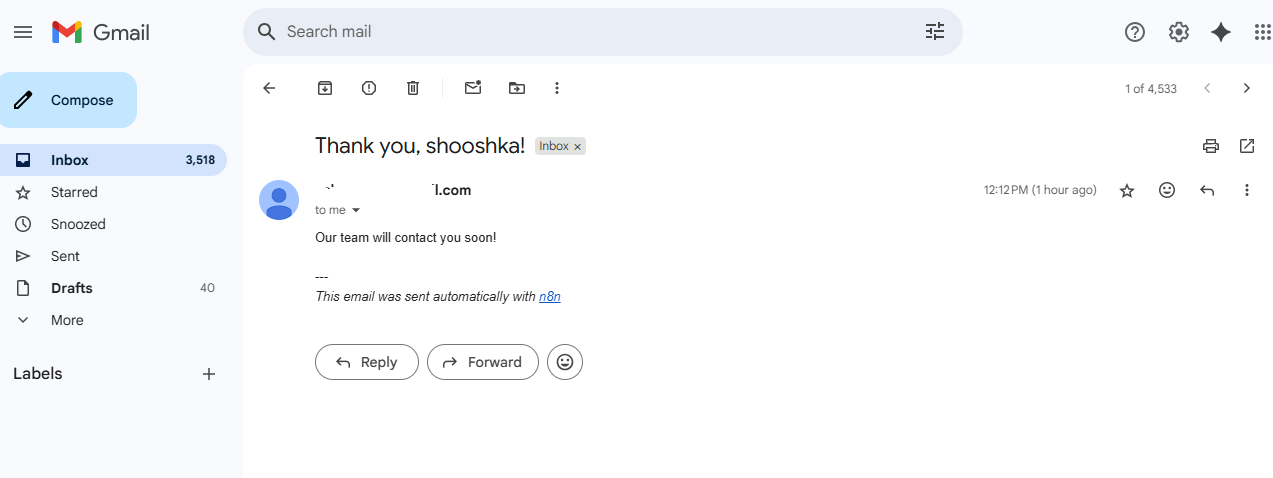 Gmail
Search mail
Compose
1 of 4,533
Inbox 3,518
Starred
Snoozed
Sent
Drafts 40
More
Labels
Thank you, shooshka! Inbox ×
l.com
12:12 PM (1 hour ago)
to me
Our team will contact you soon!
---
This email was sent automatically with n8n
Reply
Forward